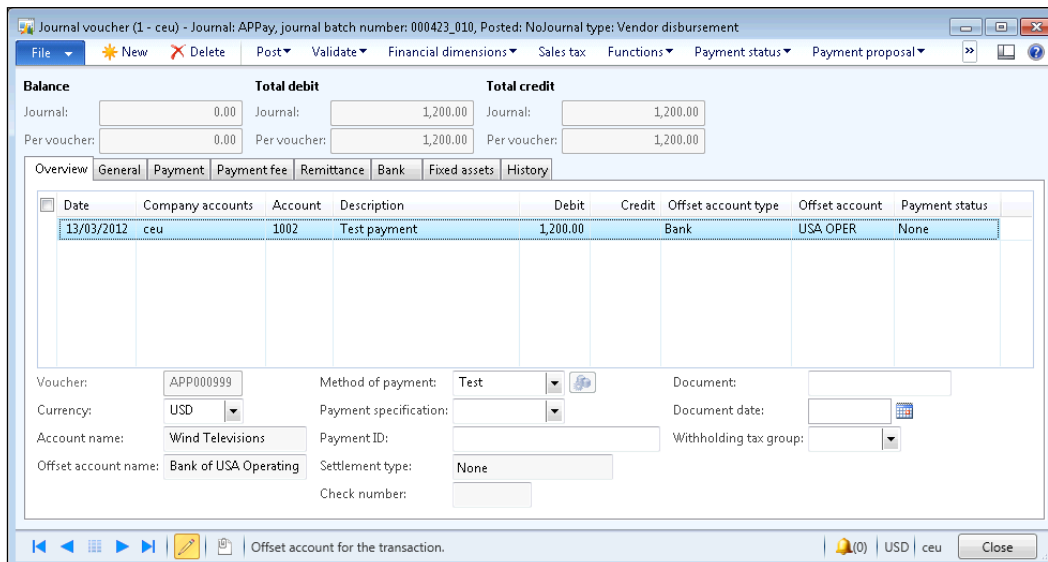 Journal voucher (1 - ceu) - Journal: APPay, journal batch number: 000423_010, Posted: NoJournal type: Vendor disbursement
File New Delete Post Validate Financial dimensions Sales tax Functions Payment status Payment proposal »
Balance Total debit Total credit
Journal: 0.00 Journal: 1,200.00 Journal: 1,200.00
Per voucher: 0.00 Per voucher: 1,200.00 Per voucher: 1,200.00
Overview General Payment Payment fee Remittance Bank Fixed assets History
Date Company accounts Account Description Debit Credit Offset account type Offset account Payment status
13/03/2012 ceu 1002 Test payment 1,200.00 Bank USA OPER None
Voucher: APP000999 Method of payment: Test Document:
Currency: USD Payment specification: Document date:
Account name: Wind Televisions Payment ID: Withholding tax group:
Offset account name: Bank of USA Operating Settlement type: None
Check number:
Offset account for the transaction. (0) USD ceu Close